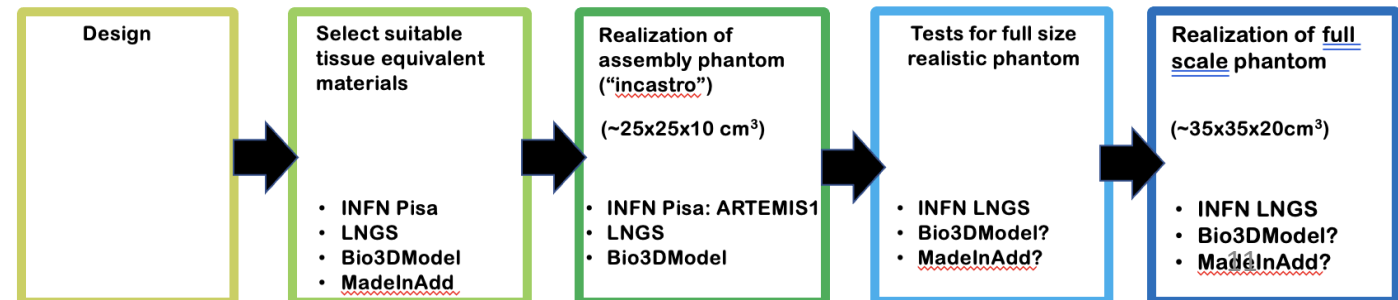 Design
Select suitable
tissue equivalent
materials
• INFN Pisa
• LNGS
• Bio3DModel
• MadeInAdd
Realization of
assembly phantom
(“incastro”)
(~25x25x10 cm³)
• INFN Pisa: ARTEMIS1
• LNGS
• Bio3DModel
Tests for full size
realistic phantom
• INFN LNGS
• Bio3DModel?
• MadeInAdd?
Realization of full
scale phantom
(~35x35x20cm³)
• INFN LNGS
• Bio3DModel?
• MadeInAdd?
11